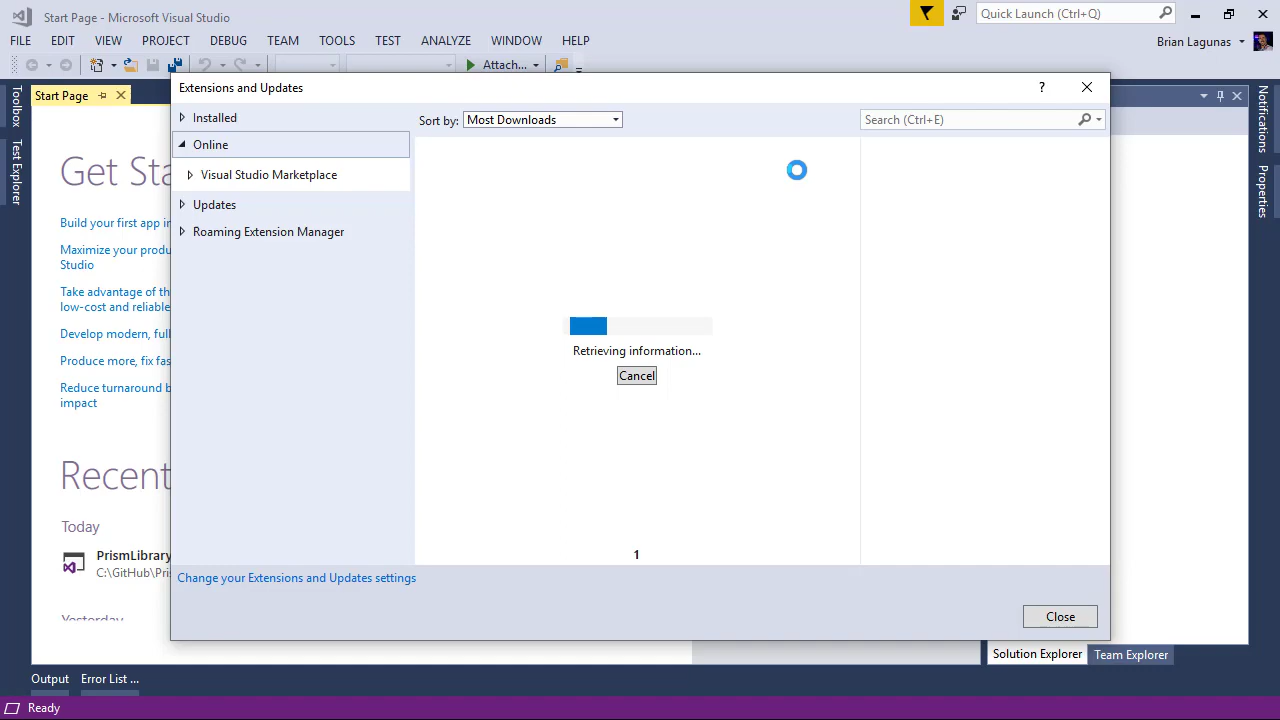 Start Page - Microsoft Visual Studio
Quick Launch (Ctrl+Q)
FILE EDIT VIEW PROJECT DEBUG TEAM TOOLS TEST ANALYZE WINDOW HELP
Brian Lagunas
Attach...
Start Page
Extensions and Updates
?
Installed
Online
Visual Studio Marketplace
Updates
Roaming Extension Manager
Sort by: Most Downloads
Search (Ctrl+E)
Retrieving information...
Cancel
1
Change your Extensions and Updates settings
Close
Toolbox
Test Explorer
Notifications
Properties
Get Sta
Build your first app in
Maximize your produ
Studio
Take advantage of th
low-cost and reliable
Develop modern, full
Produce more, fix fas
Reduce turnaround b
impact
Recent
Today
PrismLibrary
C:\GitHub\Pri
Yesterday
Solution Explorer Team Explorer
Output Error List ...
Ready